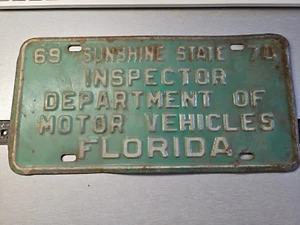 69 SUNSHINE STATE 70
INSPECTOR
DEPARTMENT OF
MOTOR VEHICLES
FLORIDA